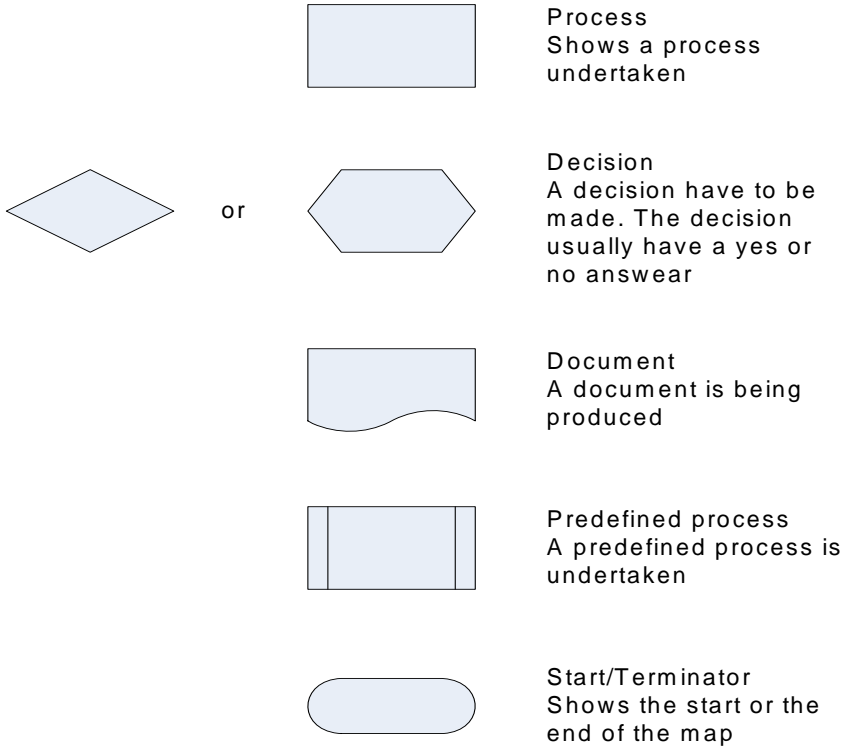 Process
Shows a process
undertaken
or
Decision
A decision have to be
made. The decision
usually have a yes or
no answear
Document
A document is being
produced
Predefined process
A predefined process is
undertaken
Start/Terminator
Shows the start or the
end of the map